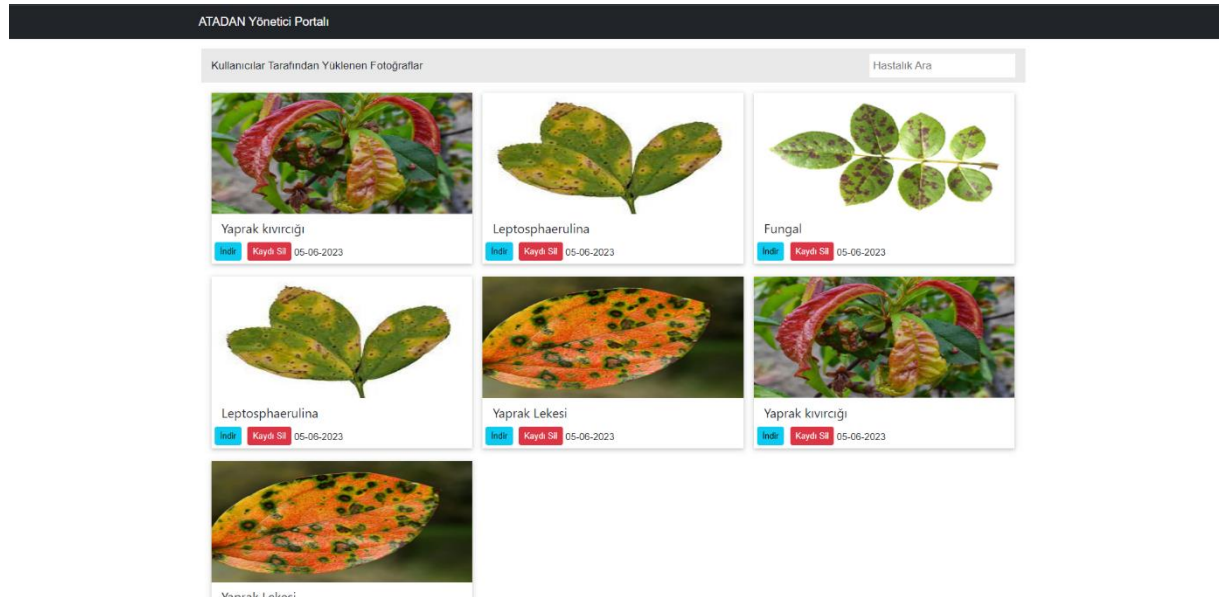 ATADAN Yönetici Portalı
Kullanıcılar Tarafından Yüklenen Fotoğraflar
Hastalık Ara
Yaprak kıvırcığı
İndir Kaydı Sil 05-06-2023
Leptosphaerulina
İndir Kaydı Sil 05-06-2023
Fungal
İndir Kaydı Sil 05-06-2023
Leptosphaerulina
İndir Kaydı Sil 05-06-2023
Yaprak Lekesi
İndir Kaydı Sil 05-06-2023
Yaprak kıvırcığı
İndir Kaydı Sil 05-06-2023
Yaprak Lekesi